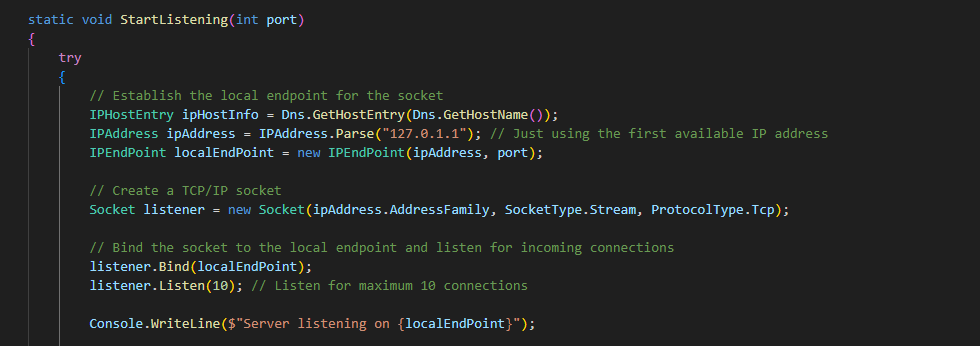 static void StartListening(int port)
{
try
{
// Establish the local endpoint for the socket
IPHostEntry ipHostInfo = Dns.GetHostEntry(Dns.GetHostName());
IPAddress ipAddress = IPAddress.Parse("127.0.1.1"); // Just using the first available IP address
IPEndPoint localEndPoint = new IPEndPoint(ipAddress, port);
// Create a TCP/IP socket
Socket listener = new Socket(ipAddress.AddressFamily, SocketType.Stream, ProtocolType.Tcp);
// Bind the socket to the local endpoint and listen for incoming connections
listener.Bind(localEndPoint);
listener.Listen(10); // Listen for maximum 10 connections
Console.WriteLine($"Server listening on {localEndPoint}");